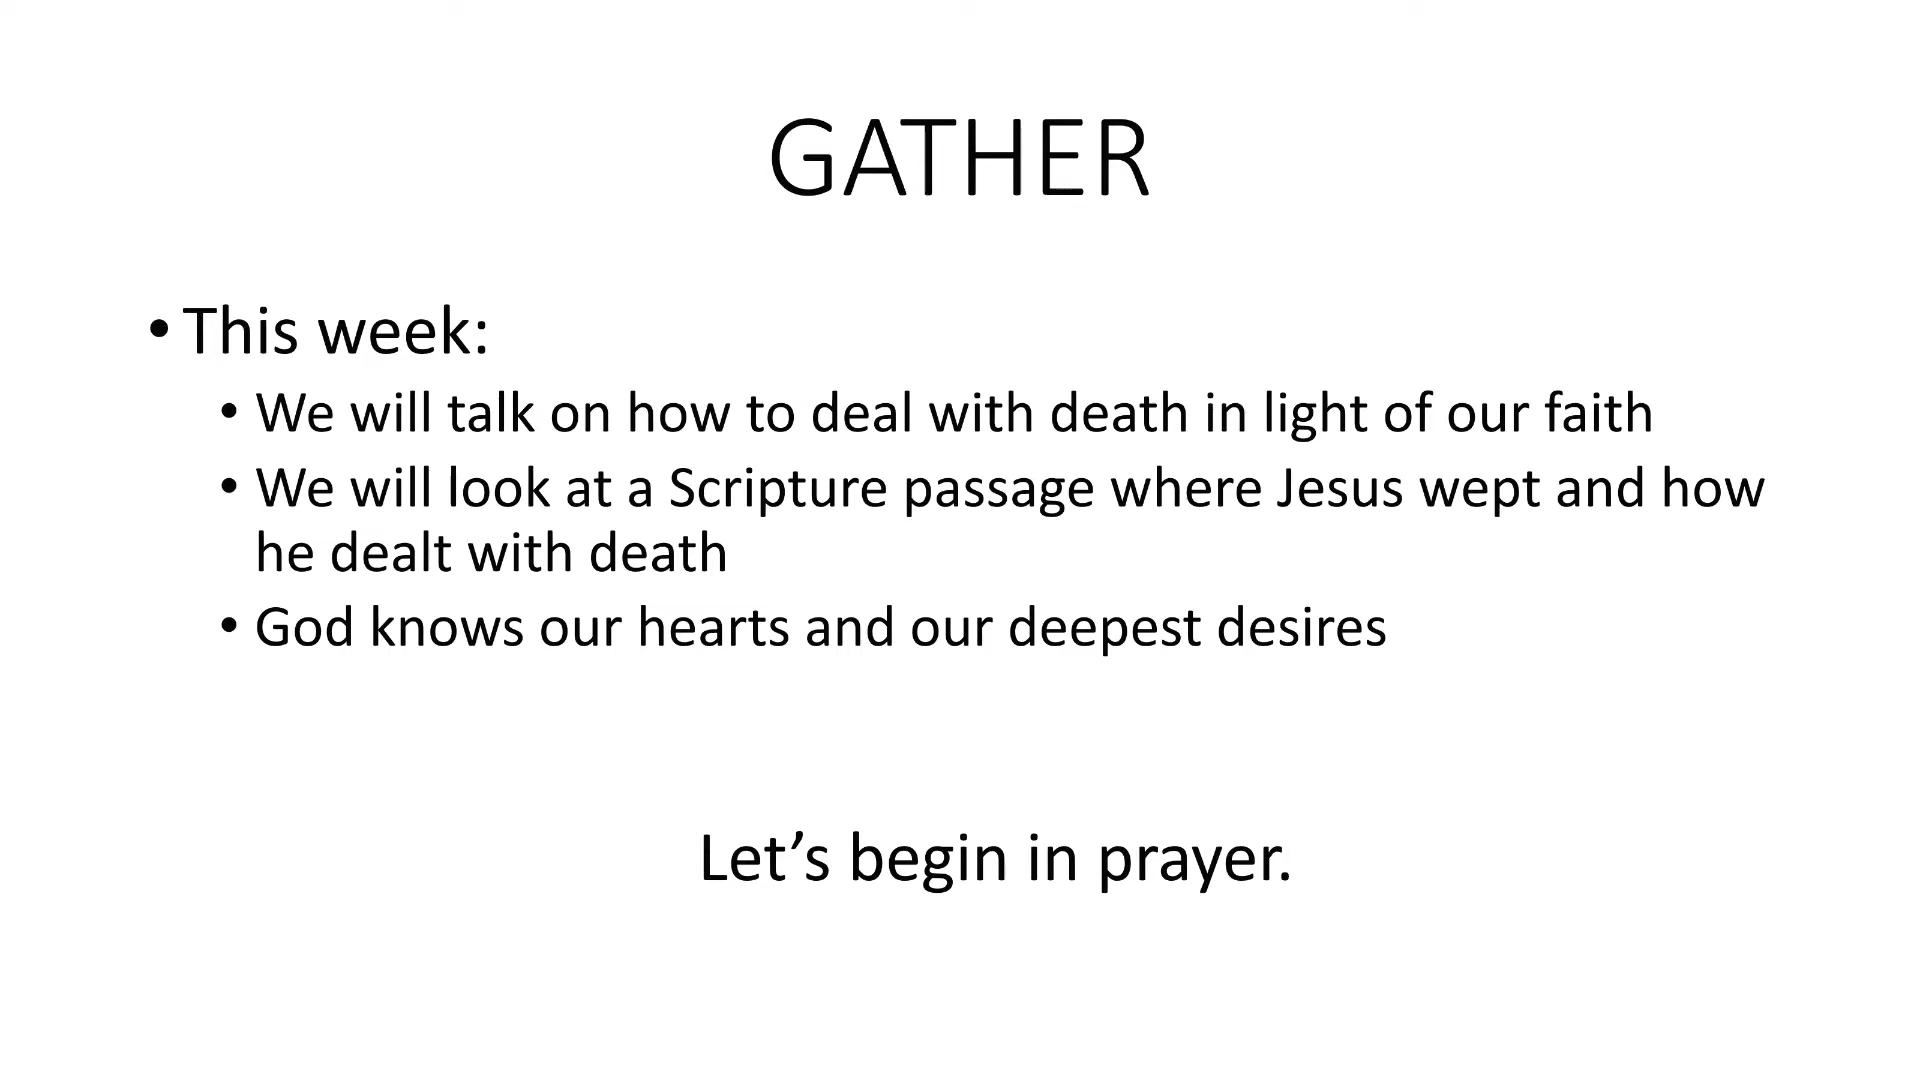 GATHER
• This week:
• We will talk on how to deal with death in light of our faith
• We will look at a Scripture passage where Jesus wept and how
he dealt with death
• God knows our hearts and our deepest desires
Let’s begin in prayer.